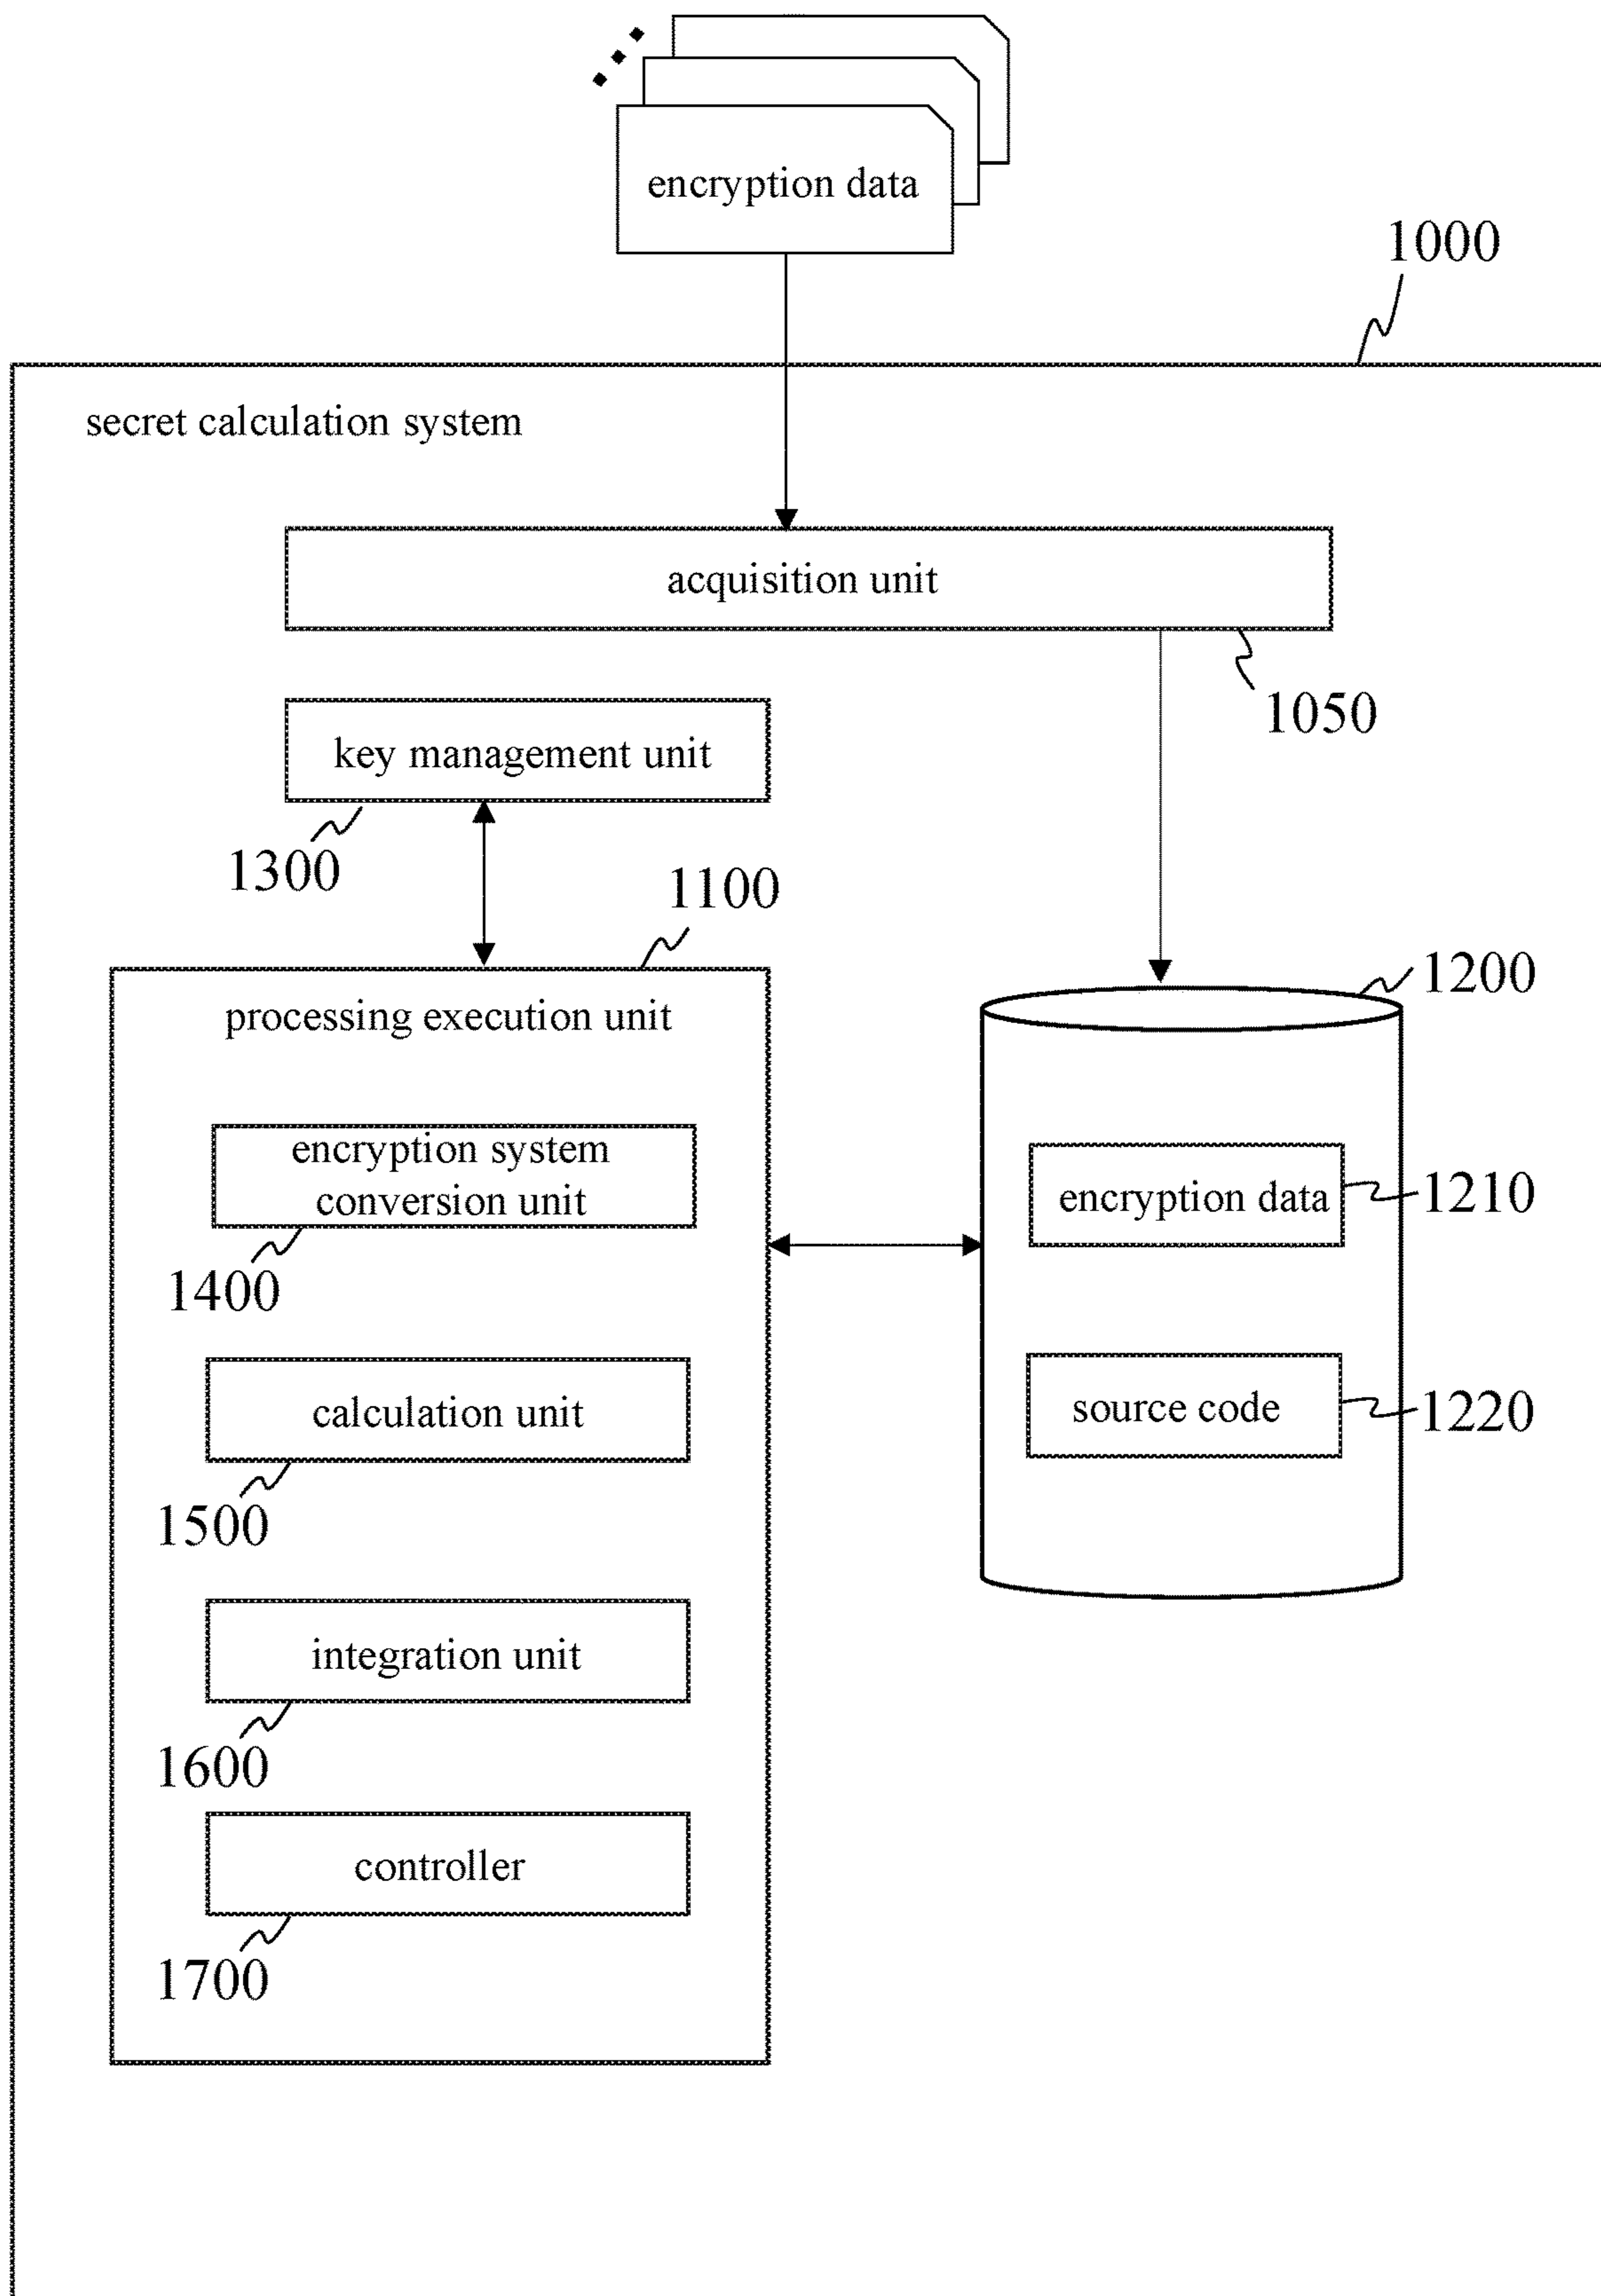 encryption data
1000
secret calculation system
acquisition unit
1050
key management unit
1300
1100
processing execution unit
1200
encryption system
conversion unit
1400
encryption data
1210
calculation unit
1500
source code
1220
integration unit
1600
controller
1700